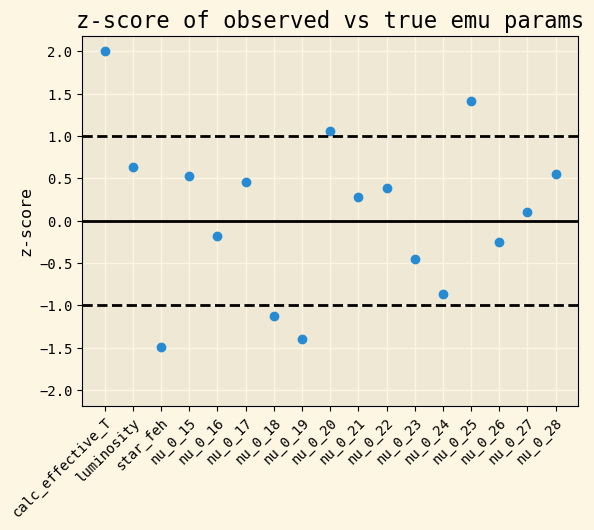 z-score of observed vs true emu params
z-score
2.0
1.5
1.0
0.5
0.0
−0.5
−1.0
−1.5
−2.0
calc_effective_T
luminosity
star_feh
nu_0_15
nu_0_16
nu_0_17
nu_0_18
nu_0_19
nu_0_20
nu_0_21
nu_0_22
nu_0_23
nu_0_24
nu_0_25
nu_0_26
nu_0_27
nu_0_28